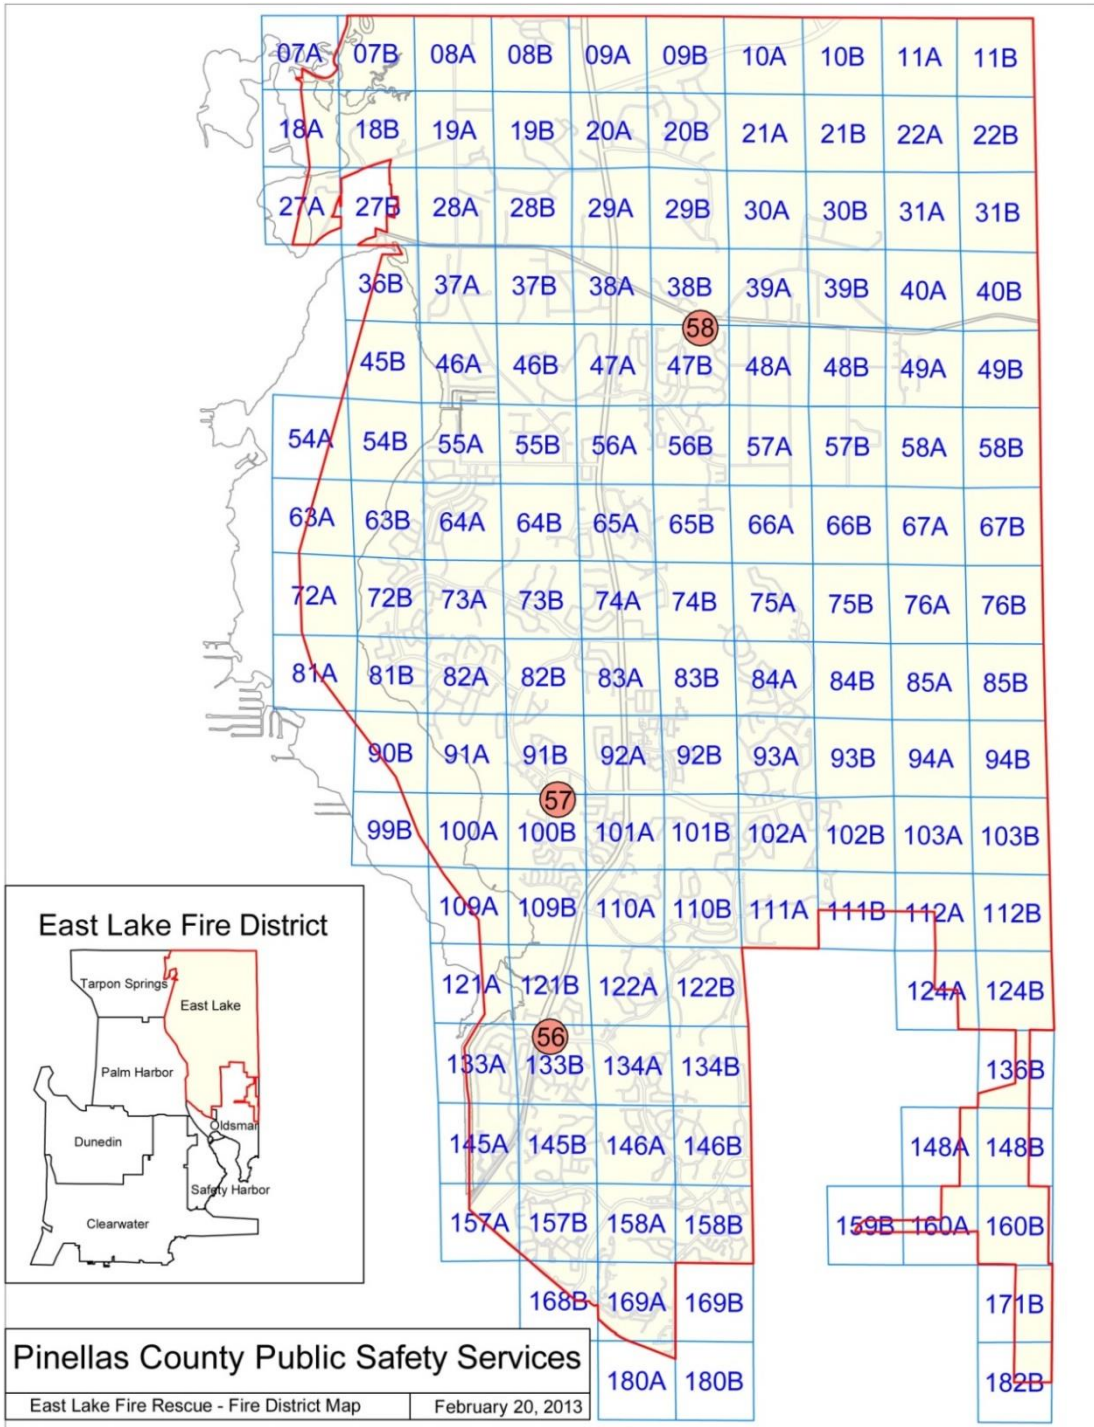 07A 07B 08A 08B 09A 09B 10A 10B 11A 11B
18A 18B 19A 19B 20A 20B 21A 21B 22A 22B
27A 27B 28A 28B 29A 29B 30A 30B 31A 31B
36B 37A 37B 38A 38B 39A 39B 40A 40B
58
45B 46A 46B 47A 47B 48A 48B 49A 49B
54A 54B 55A 55B 56A 56B 57A 57B 58A 58B
63A 63B 64A 64B 65A 65B 66A 66B 67A 67B
72A 72B 73A 73B 74A 74B 75A 75B 76A 76B
81A 81B 82A 82B 83A 83B 84A 84B 85A 85B
90B 91A 91B 92A 92B 93A 93B 94A 94B
57
99B 100A 100B 101A 101B 102A 102B 103A 103B
109A 109B 110A 110B 111A 111B 112A 112B
121A 121B 122A 122B 124A 124B
56
133A 133B 134A 134B 136B
145A 145B 146A 146B 148A 148B
157A 157B 158A 158B 159B 160A 160B
168B 169A 169B 171B
180A 180B 182B
East Lake Fire District
Tarpon Springs
East Lake
Palm Harbor
Oldsmar
Dunedin
Safety Harbor
Clearwater
Pinellas County Public Safety Services
East Lake Fire Rescue - Fire District Map
February 20, 2013